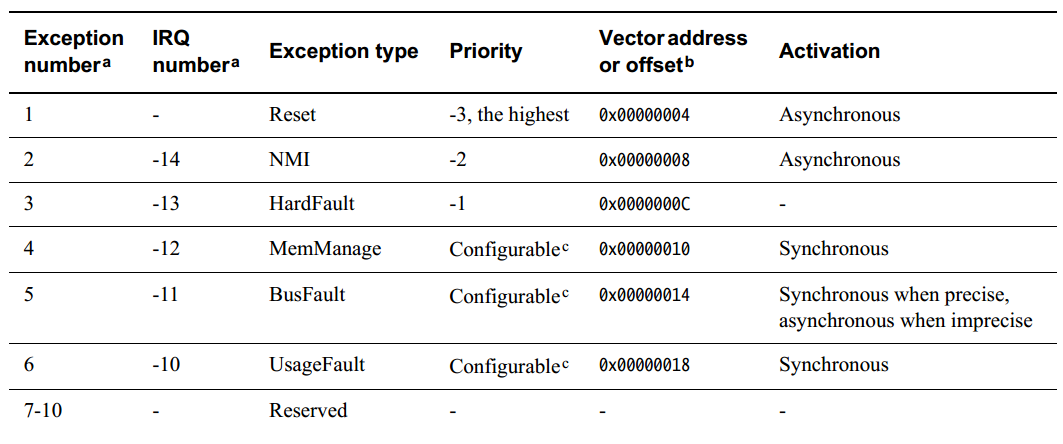 Exception number a IRQ number a Exception type Priority Vector address or offset b Activation
1 - Reset -3, the highest 0x00000004 Asynchronous
2 -14 NMI -2 0x00000008 Asynchronous
3 -13 HardFault -1 0x0000000C -
4 -12 MemManage Configurable c 0x00000010 Synchronous
5 -11 BusFault Configurable c 0x00000014 Synchronous when precise,
asynchronous when imprecise
6 -10 UsageFault Configurable c 0x00000018 Synchronous
7-10 - Reserved - - -